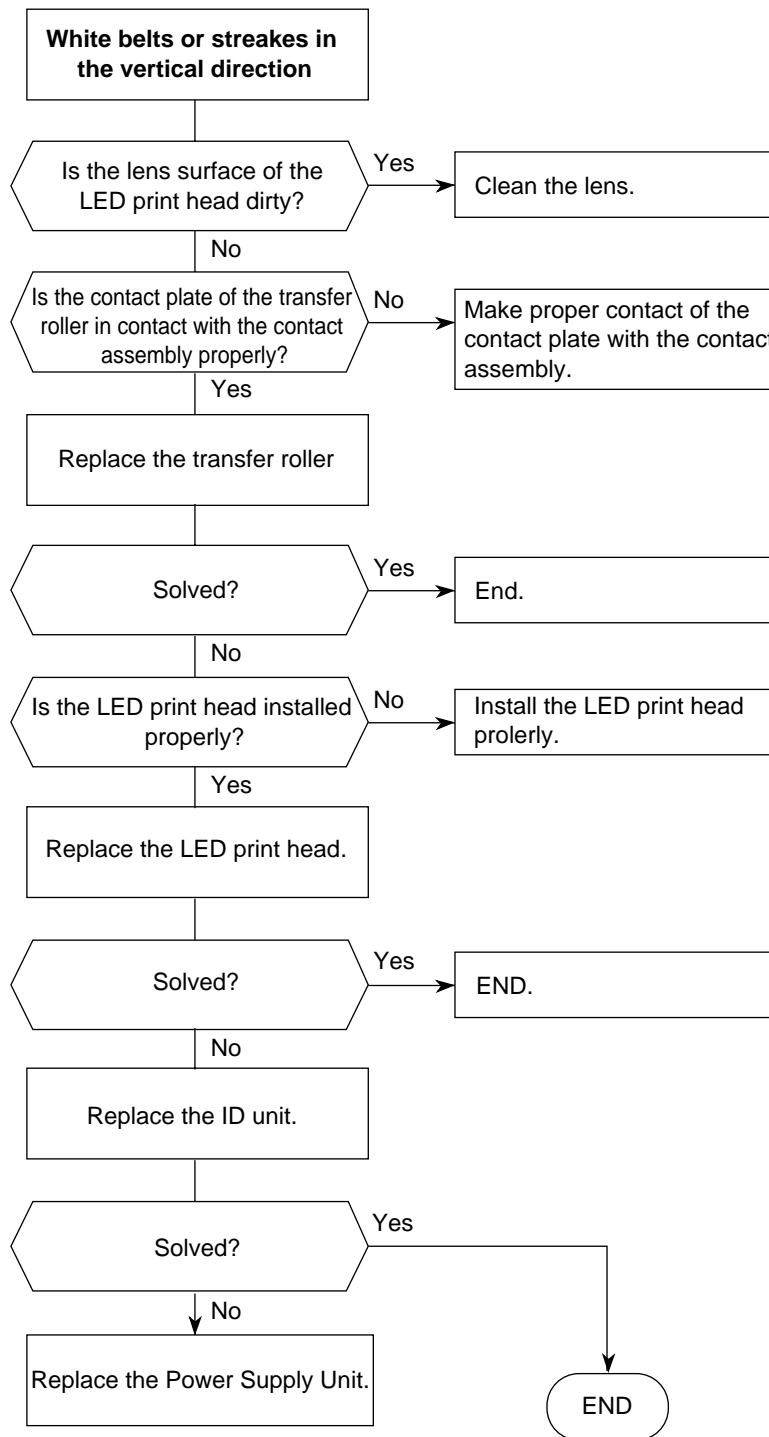 White belts or streakes in
the vertical direction
Is the lens surface of the
LED print head dirty?
Yes
Clean the lens.
No
Is the contact plate of the transfer
roller in contact with the contact
assembly properly?
No
Make proper contact of the
contact plate with the contact
assembly.
Yes
Replace the transfer roller
Solved?
Yes
End.
No
Is the LED print head installed
properly?
No
Install the LED print head
prolerly.
Yes
Replace the LED print head.
Solved?
Yes
END.
No
Replace the ID unit.
Solved?
Yes
No
Replace the Power Supply Unit.
END